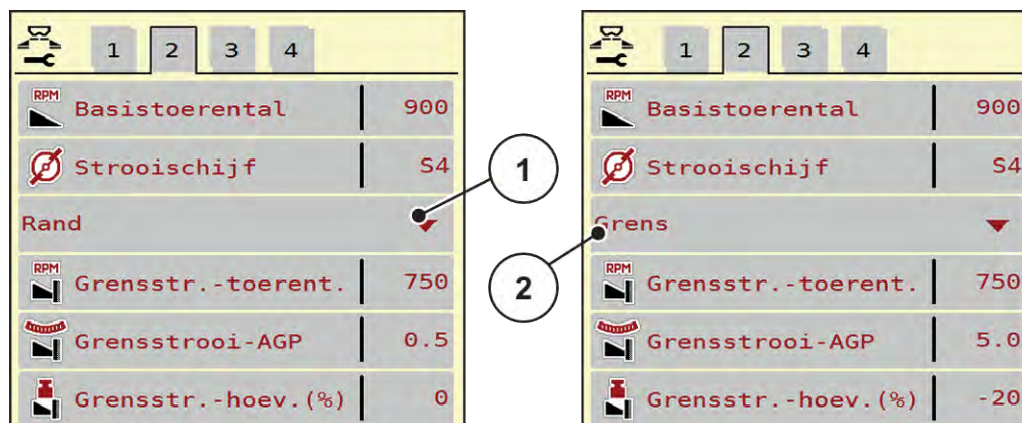 1 2 3 4
RPM
Basistoerental 900
Strooischijf S4
Rand
RPM
Grensstr.-toerent. 750
Grensstrooi-AGP 0.5
Grensstr.-hoev.(%) 0
1
2
1 2 3 4
RPM
Basistoerental 900
Strooischijf S4
Grens
RPM
Grensstr.-toerent. 750
Grensstrooi-AGP 5.0
Grensstr.-hoev.(%) -20